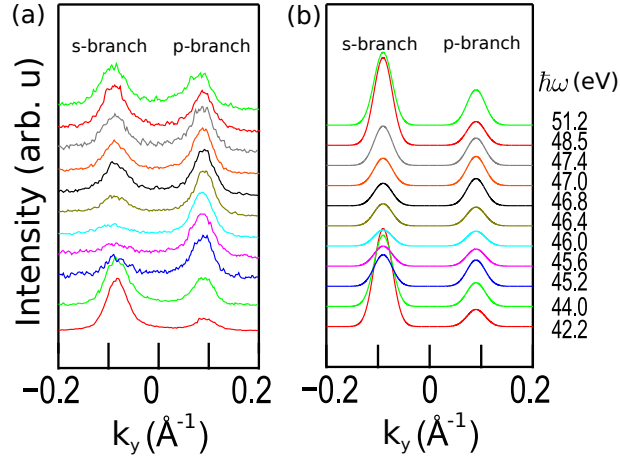 (a)
(b)
s-branch p-branch
s-branch p-branch
ħω (eV)
51.2
48.5
47.4
47.0
46.8
46.4
46.0
45.6
45.2
44.0
42.2
Intensity (arb. u)
−0.2 0 0.2
−0.2 0 0.2
k_y (Å⁻¹)
k_y (Å⁻¹)